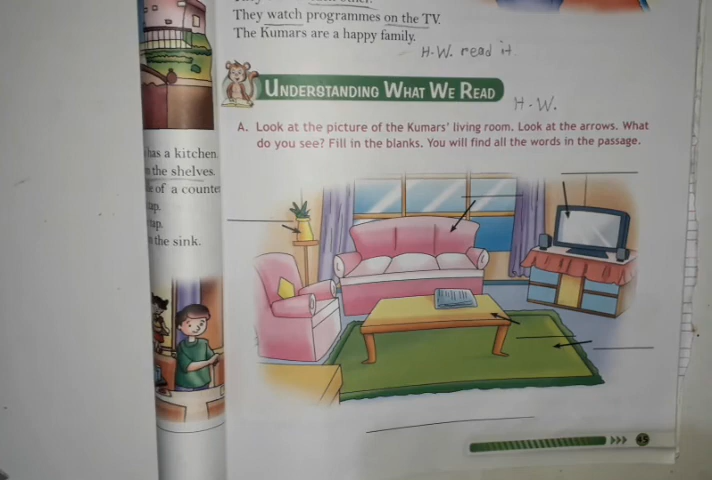 They watch programmes on the TV.
The Kumars are a happy family.
H-W. read it
UNDERSTANDING WHAT WE READ
H-W.
A. Look at the picture of the Kumars' living room. Look at the arrows. What
do you see? Fill in the blanks. You will find all the words in the passage.
has a kitchen.
the shelves.
of a counte
tap.
tap.
the sink.
45